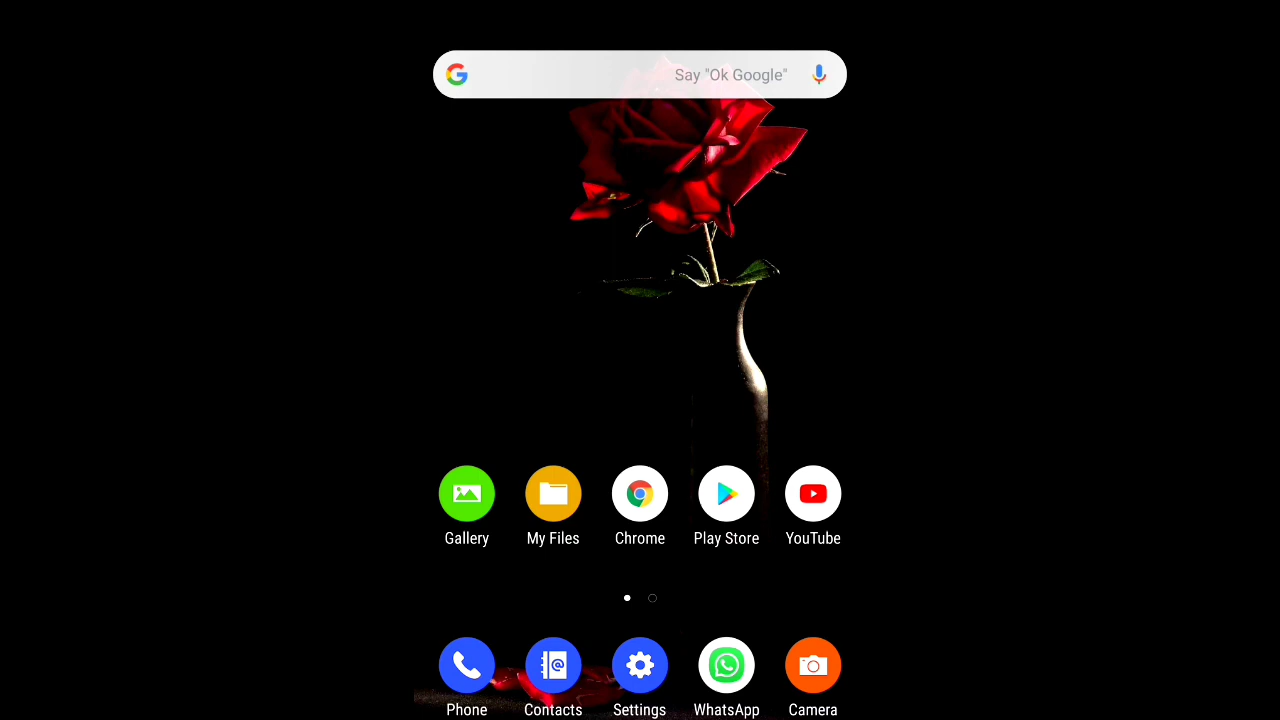 Say "Ok Google"
Gallery My Files Chrome Play Store YouTube
Phone Contacts Settings WhatsApp Camera